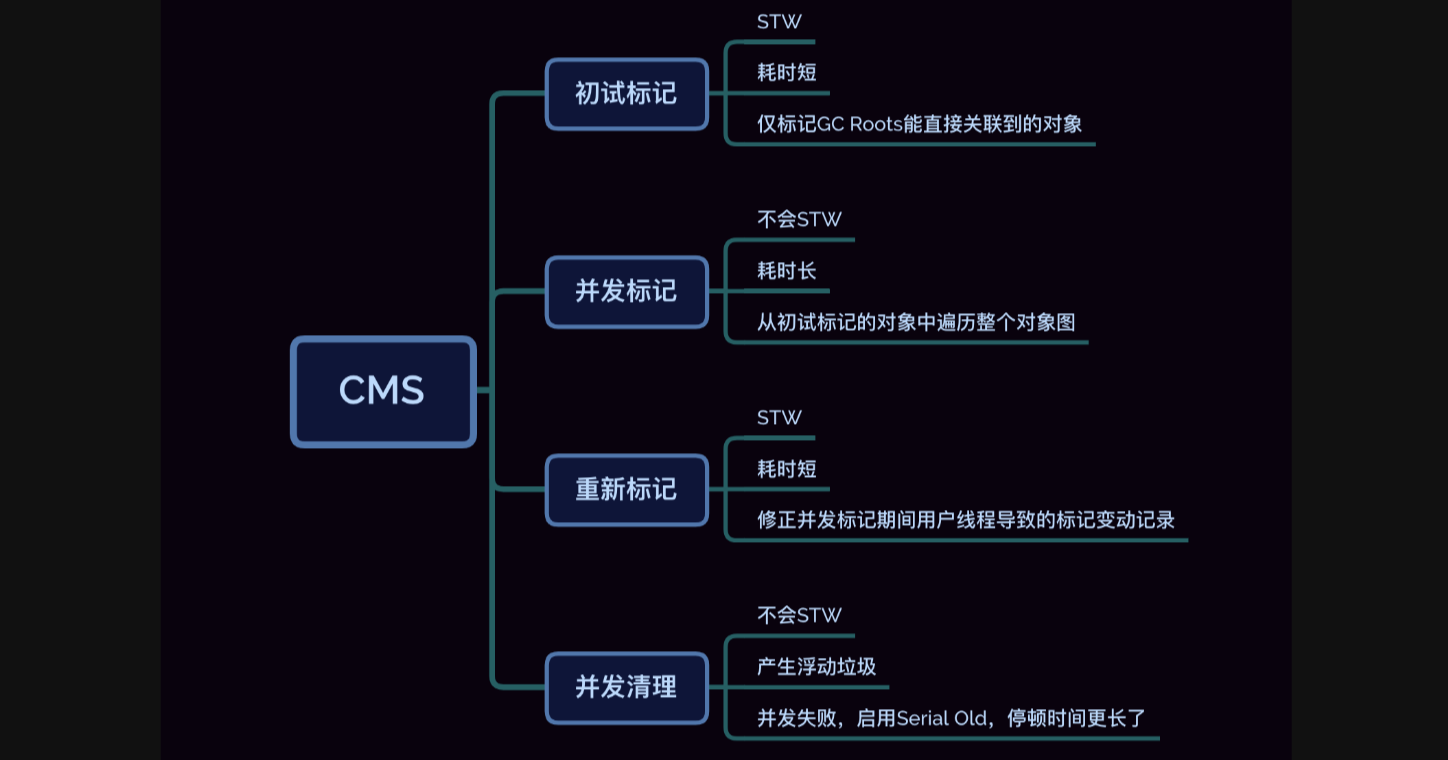 CMS
初试标记
STW
耗时短
仅标记GC Roots能直接关联到的对象
并发标记
不会STW
耗时长
从初试标记的对象中遍历整个对象图
重新标记
STW
耗时短
修正并发标记期间用户线程导致的标记变动记录
并发清理
不会STW
产生浮动垃圾
并发失败，启用Serial Old，停顿时间更长了